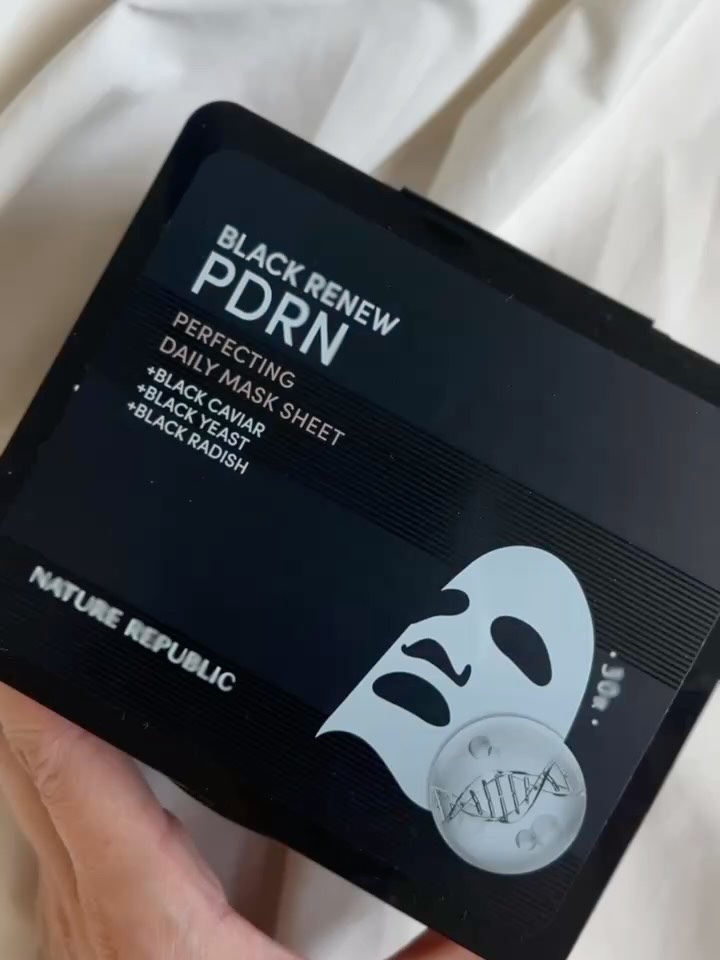 BLACK RENEW
PDRN
PERFECTING
DAILY MASK SHEET
+BLACK CAVIAR
+BLACK YEAST
+BLACK RADISH
NATURE REPUBLIC